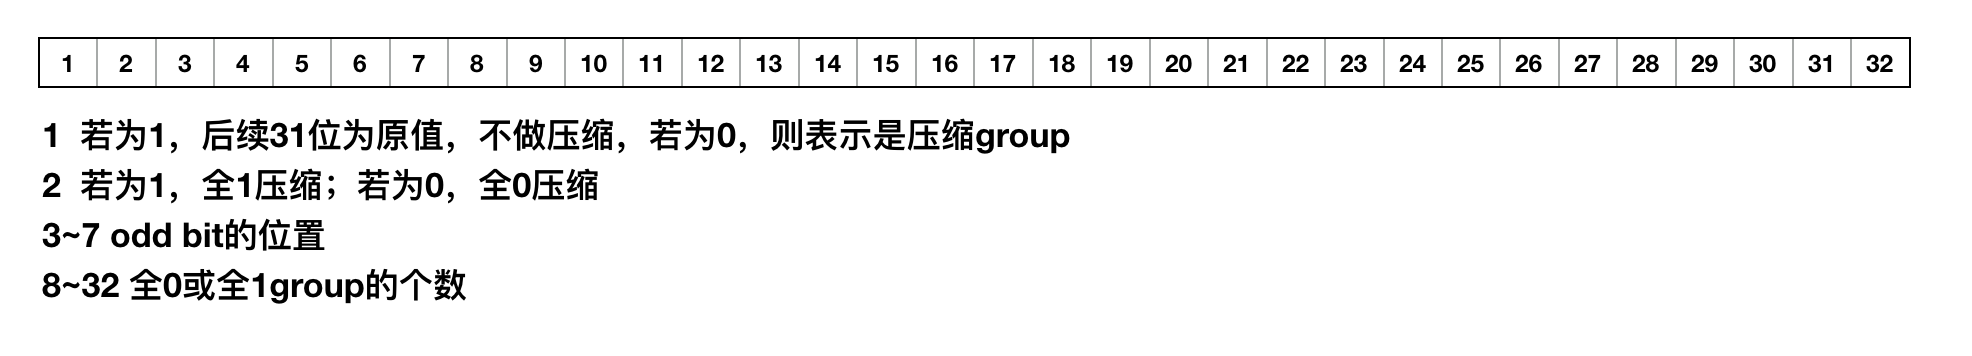 1 2 3 4 5 6 7 8 9 10 11 12 13 14 15 16 17 18 19 20 21 22 23 24 25 26 27 28 29 30 31 32
1 若为1，后续31位为原值，不做压缩，若为0，则表示是压缩group
2 若为1，全1压缩；若为0，全0压缩
3~7 odd bit的位置
8~32 全0或全1group的个数